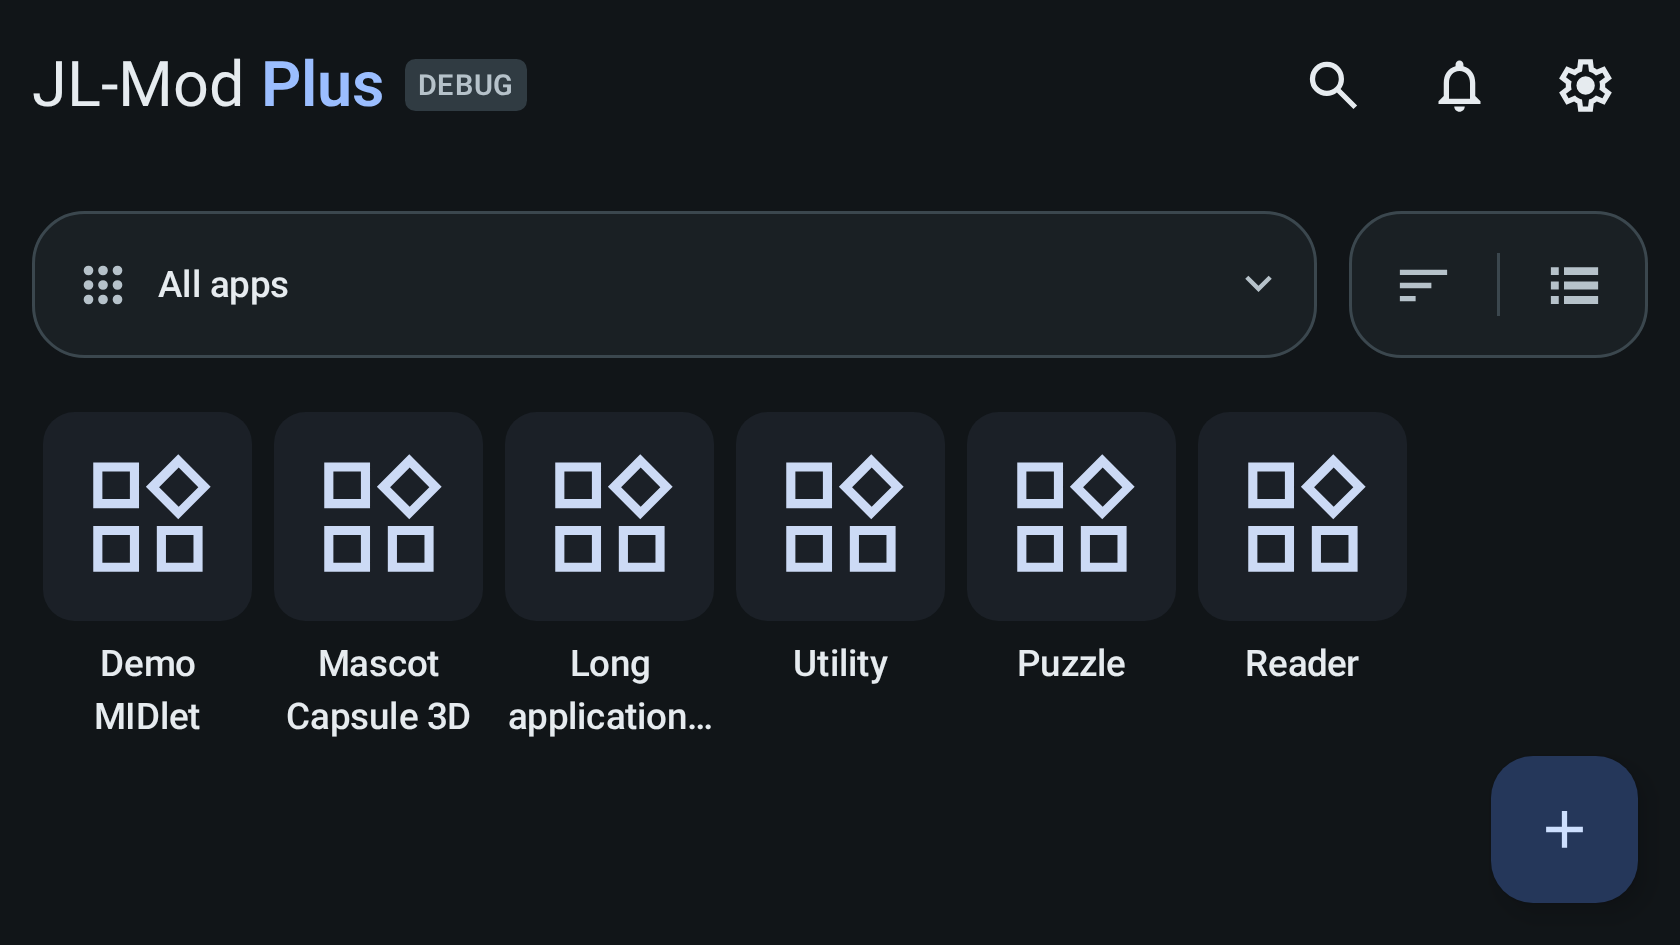 JL-Mod Plus DEBUG
All apps
Demo
MIDlet
Mascot
Capsule 3D
Long
application...
Utility
Puzzle
Reader